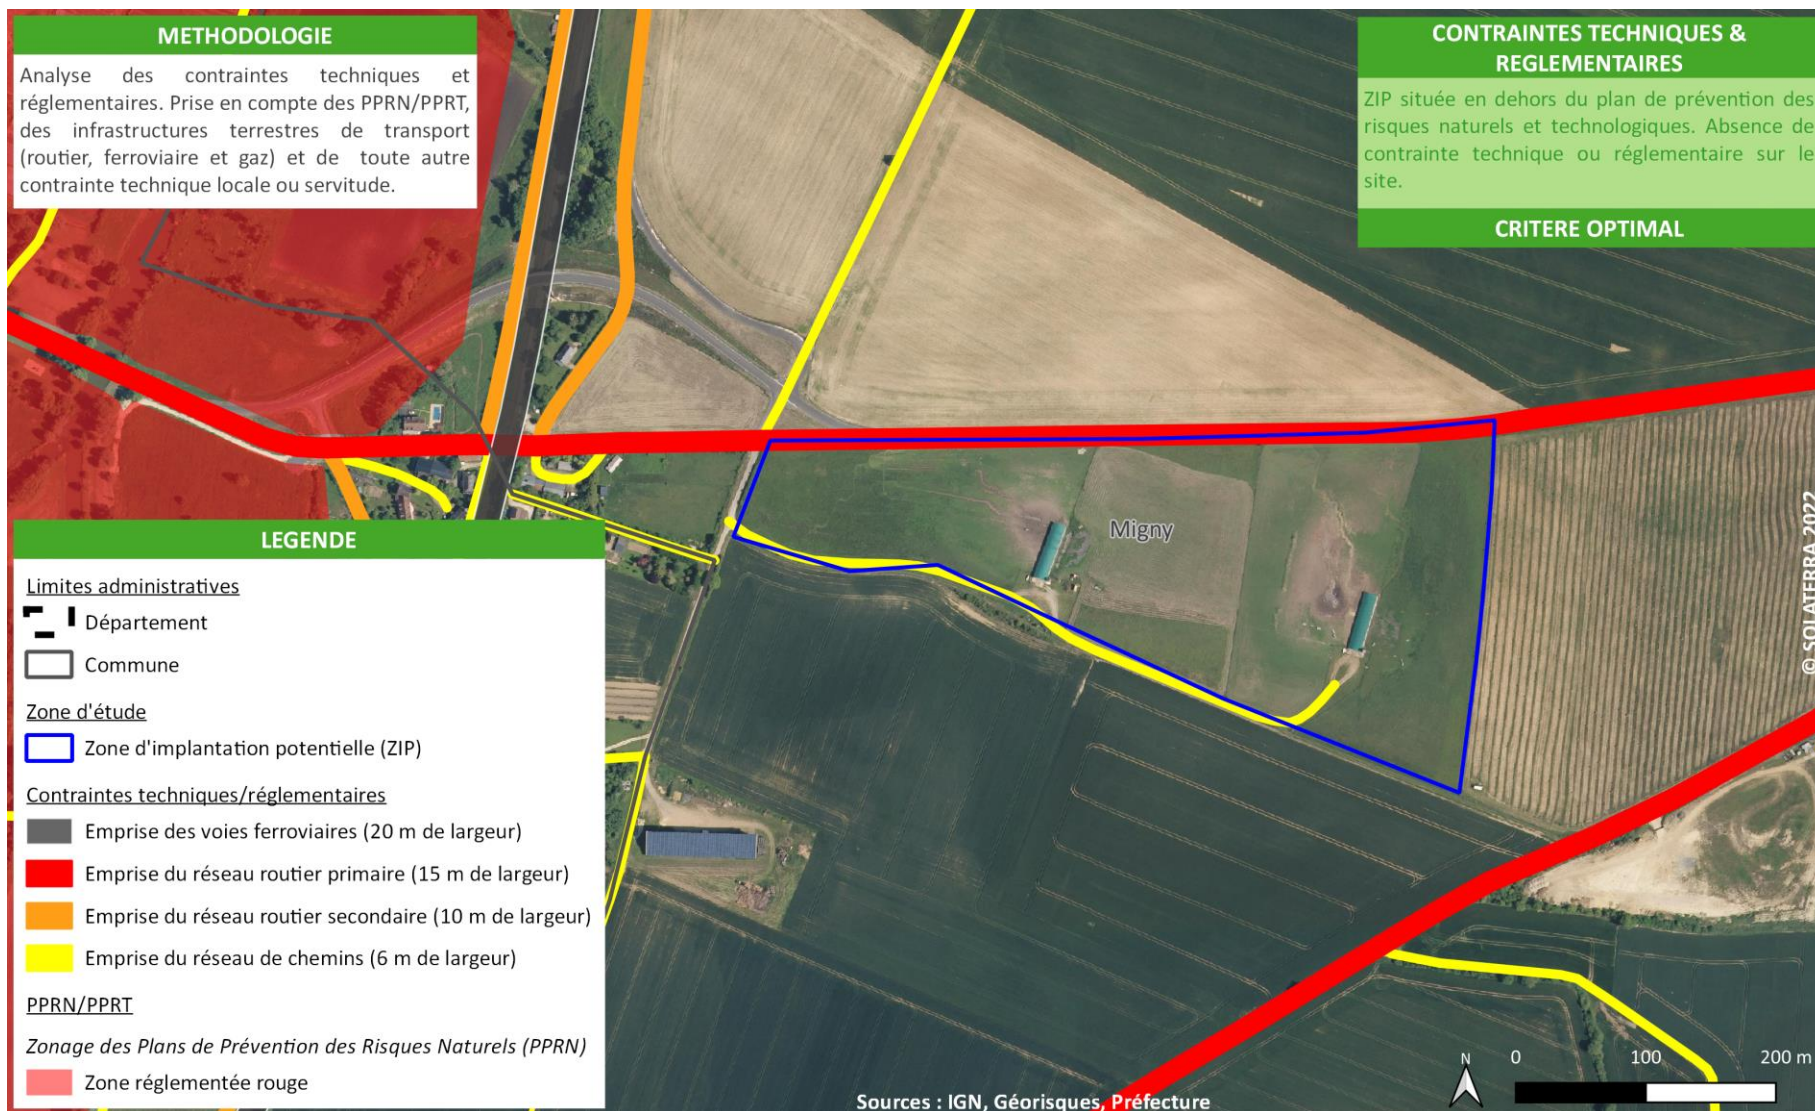 METHODOLOGIE
Analyse des contraintes techniques et
réglementaires. Prise en compte des PPRN/PPRT,
des infrastructures terrestres de transport
(routier, ferroviaire et gaz) et de toute autre
contrainte technique locale ou servitude.
CONTRAINTES TECHNIQUES &
REGLEMENTAIRES
ZIP située en dehors du plan de prévention des
risques naturels et technologiques. Absence de
contrainte technique ou réglementaire sur le
site.
CRITERE OPTIMAL
Migny
LEGENDE
Limites administratives
Département
Commune
Zone d'étude
Zone d'implantation potentielle (ZIP)
Contraintes techniques/réglementaires
Emprise des voies ferroviaires (20 m de largeur)
Emprise du réseau routier primaire (15 m de largeur)
Emprise du réseau routier secondaire (10 m de largeur)
Emprise du réseau de chemins (6 m de largeur)
PPRN/PPRT
Zonage des Plans de Prévention des Risques Naturels (PPRN)
Zone réglementée rouge
© SOLATERRA 2022
N
0 100 200 m
Sources : IGN, Géorisques, Préfecture